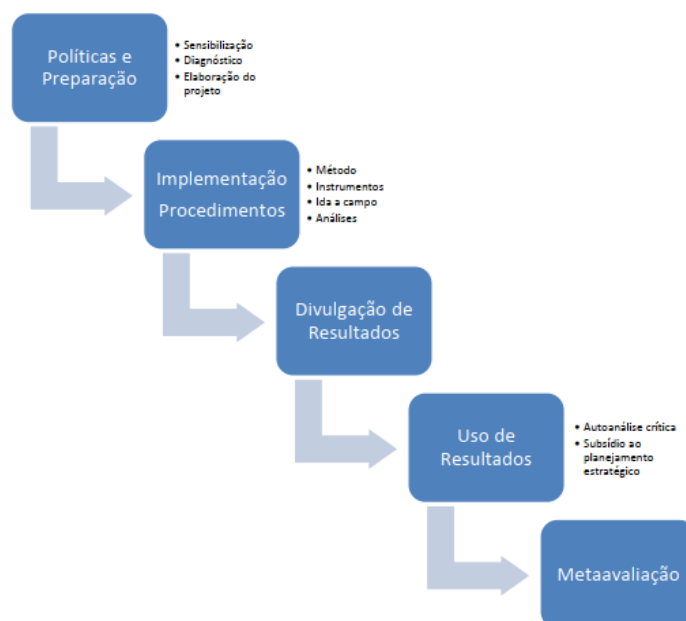 Políticas e
Preparação
• Sensibilização
• Diagnóstico
• Elaboração do
projeto
Implementação
Procedimentos
• Método
• Instrumentos
• Ida a campo
• Análises
Divulgação de
Resultados
Uso de
Resultados
• Autoanálise crítica
• Subsídio ao
planejamento
estratégico
Metaavaliação